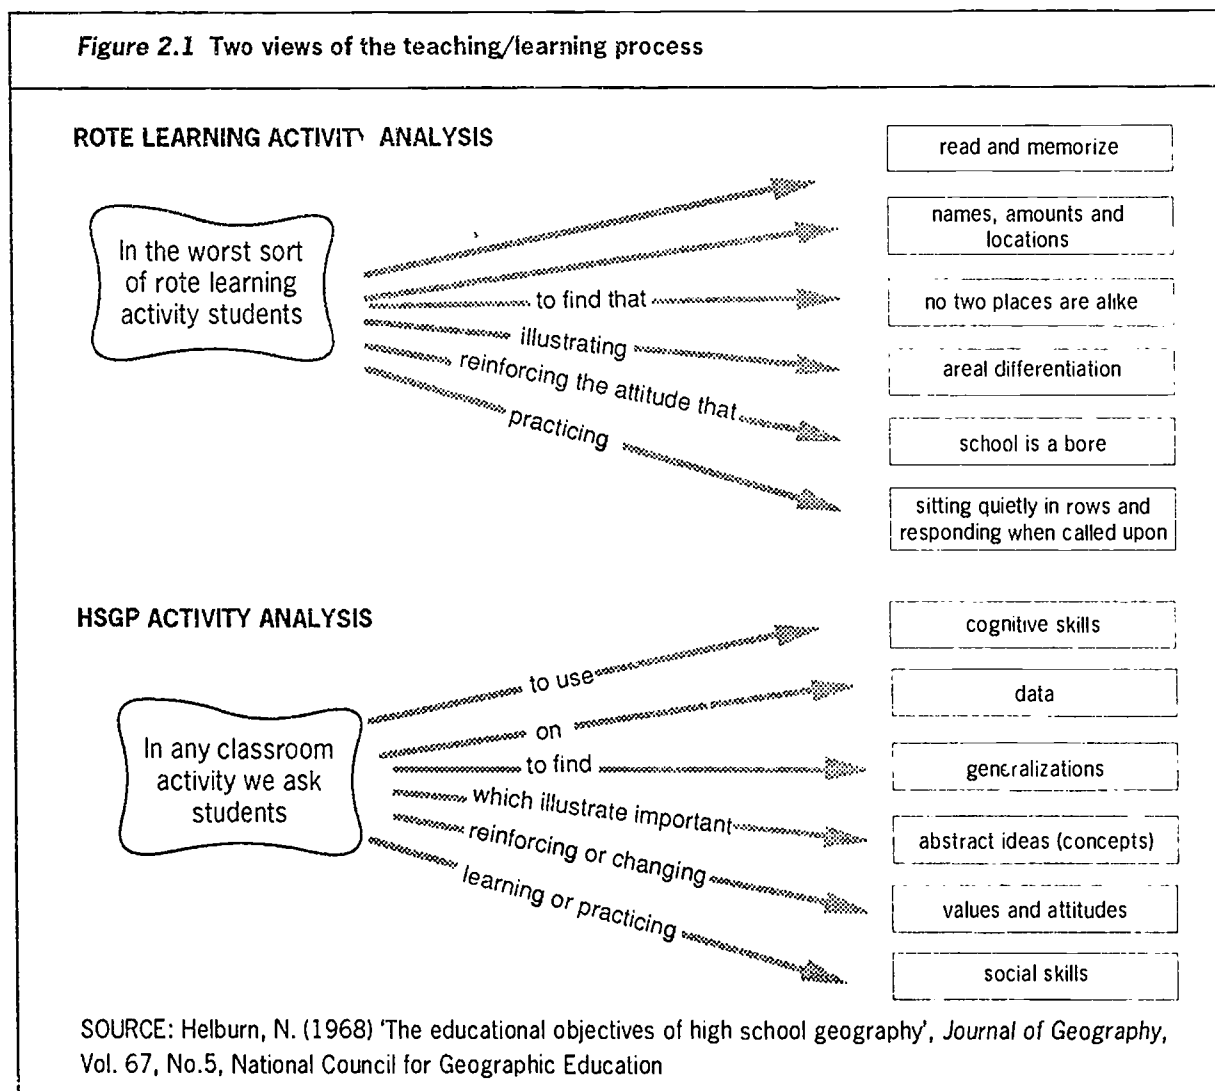 Figure 2.1 Two views of the teaching/learning process
ROTE LEARNING ACTIVITY ANALYSIS
In the worst sort
of rote learning
activity students
read and memorize
names, amounts and
locations
to find that
no two places are alike
illustrating
areal differentiation
reinforcing the attitude that
school is a bore
practicing
sitting quietly in rows and
responding when called upon
HSGP ACTIVITY ANALYSIS
In any classroom
activity we ask
students
to use
cognitive skills
on
data
to find
generalizations
which illustrate important
abstract ideas (concepts)
reinforcing or changing
values and attitudes
learning or practicing
social skills
SOURCE: Helburn, N. (1968) 'The educational objectives of high school geography', Journal of Geography,
Vol. 67, No.5, National Council for Geographic Education